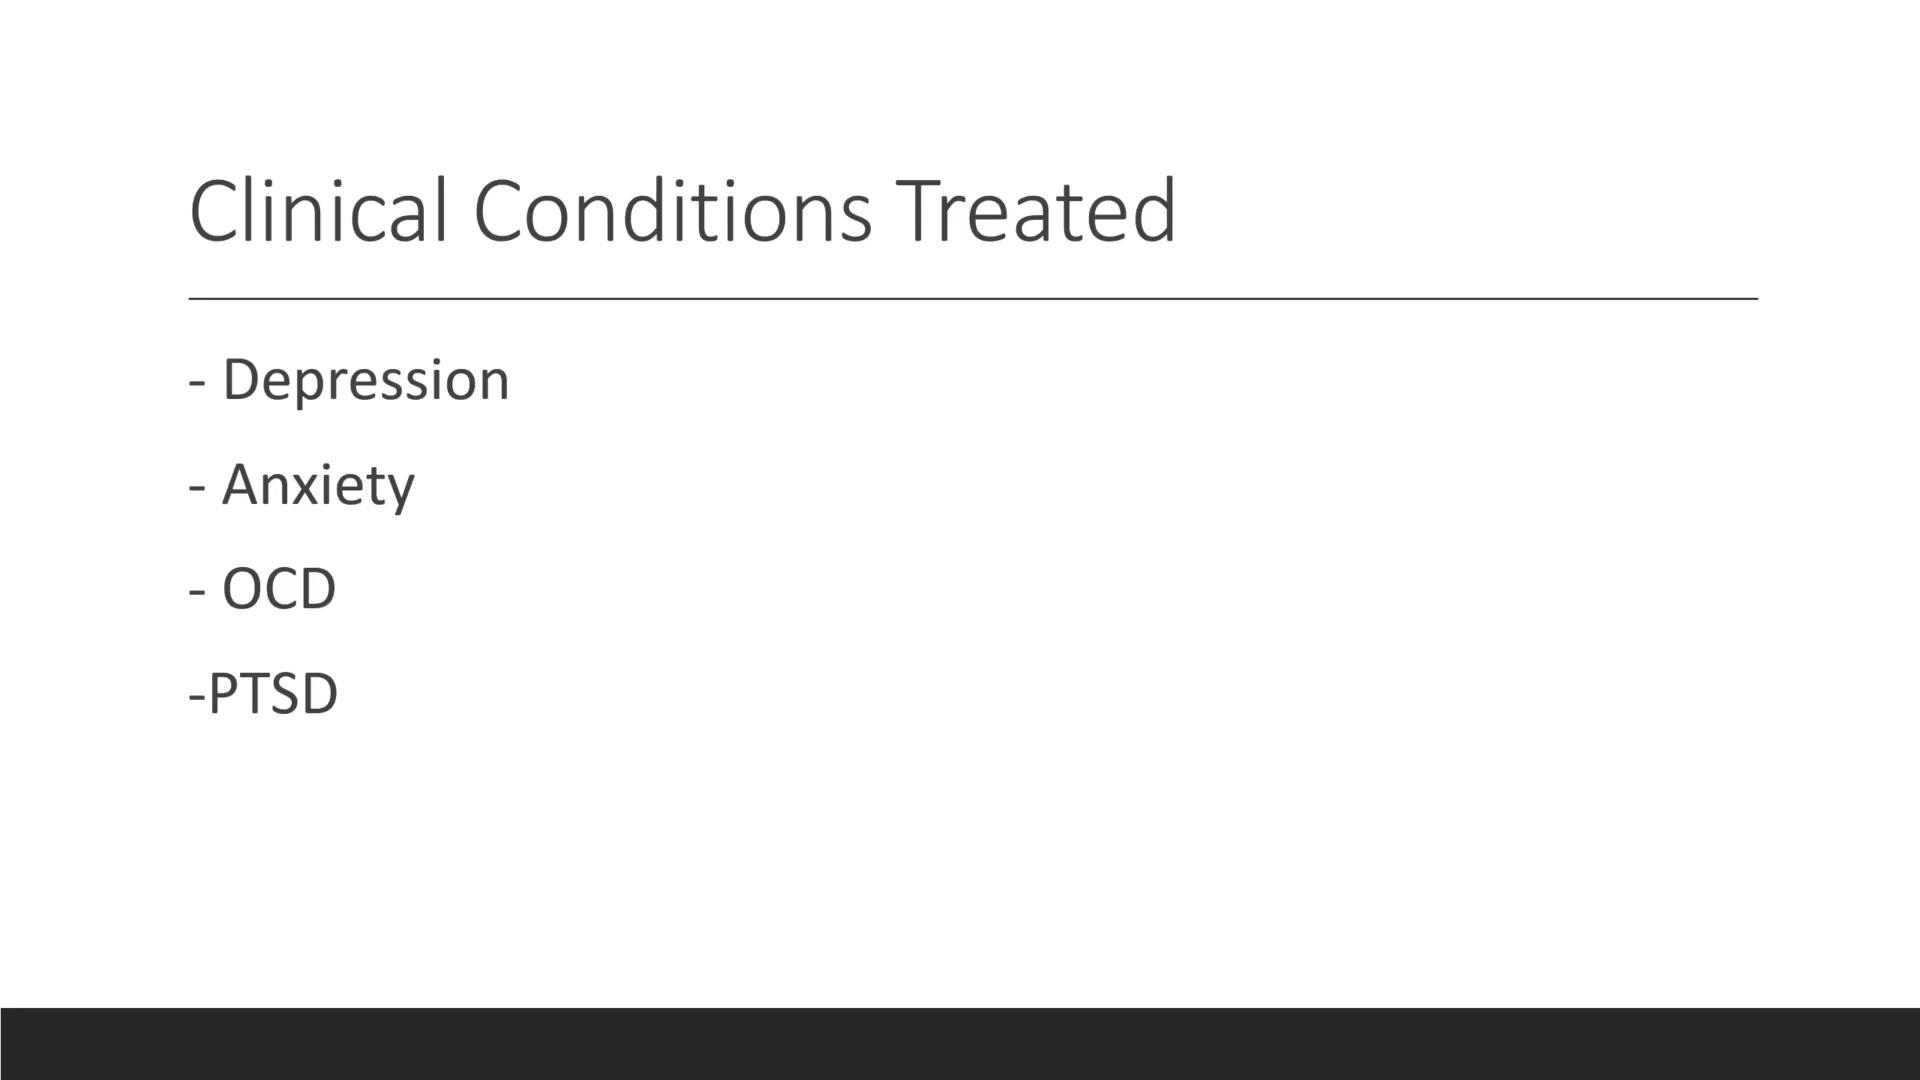 Clinical Conditions Treated
- Depression
- Anxiety
- OCD
-PTSD